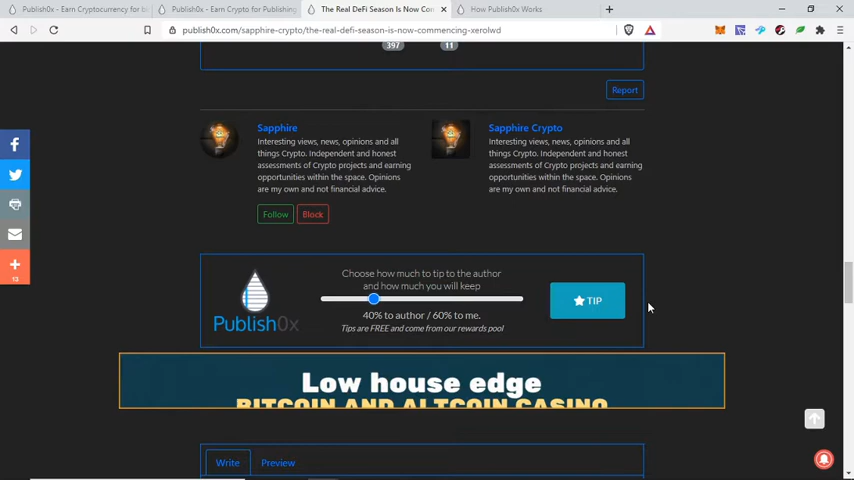 Publish0x - Earn Cryptocurrency for bl
Publish0x - Earn Crypto for Publishing
The Real DeFi Season Is Now Com
How Publish0x Works
publish0x.com/sapphire-crypto/the-real-defi-season-is-now-commencing-xerolwd
397
11
Report
Sapphire
Interesting views, news, opinions and all
things Crypto. Independent and honest
assessments of Crypto projects and earning
opportunities within the space. Opinions
are my own and not financial advice.
Follow
Block
Sapphire Crypto
Interesting views, news, opinions and all
things Crypto. Independent and honest
assessments of Crypto projects and earning
opportunities within the space. Opinions
are my own and not financial advice.
13
Publish0x
Choose how much to tip to the author
and how much you will keep
40% to author / 60% to me.
Tips are FREE and come from our rewards pool
TIP
Low house edge
BITCOIN AND ALTCOIN CASINO
Write
Preview